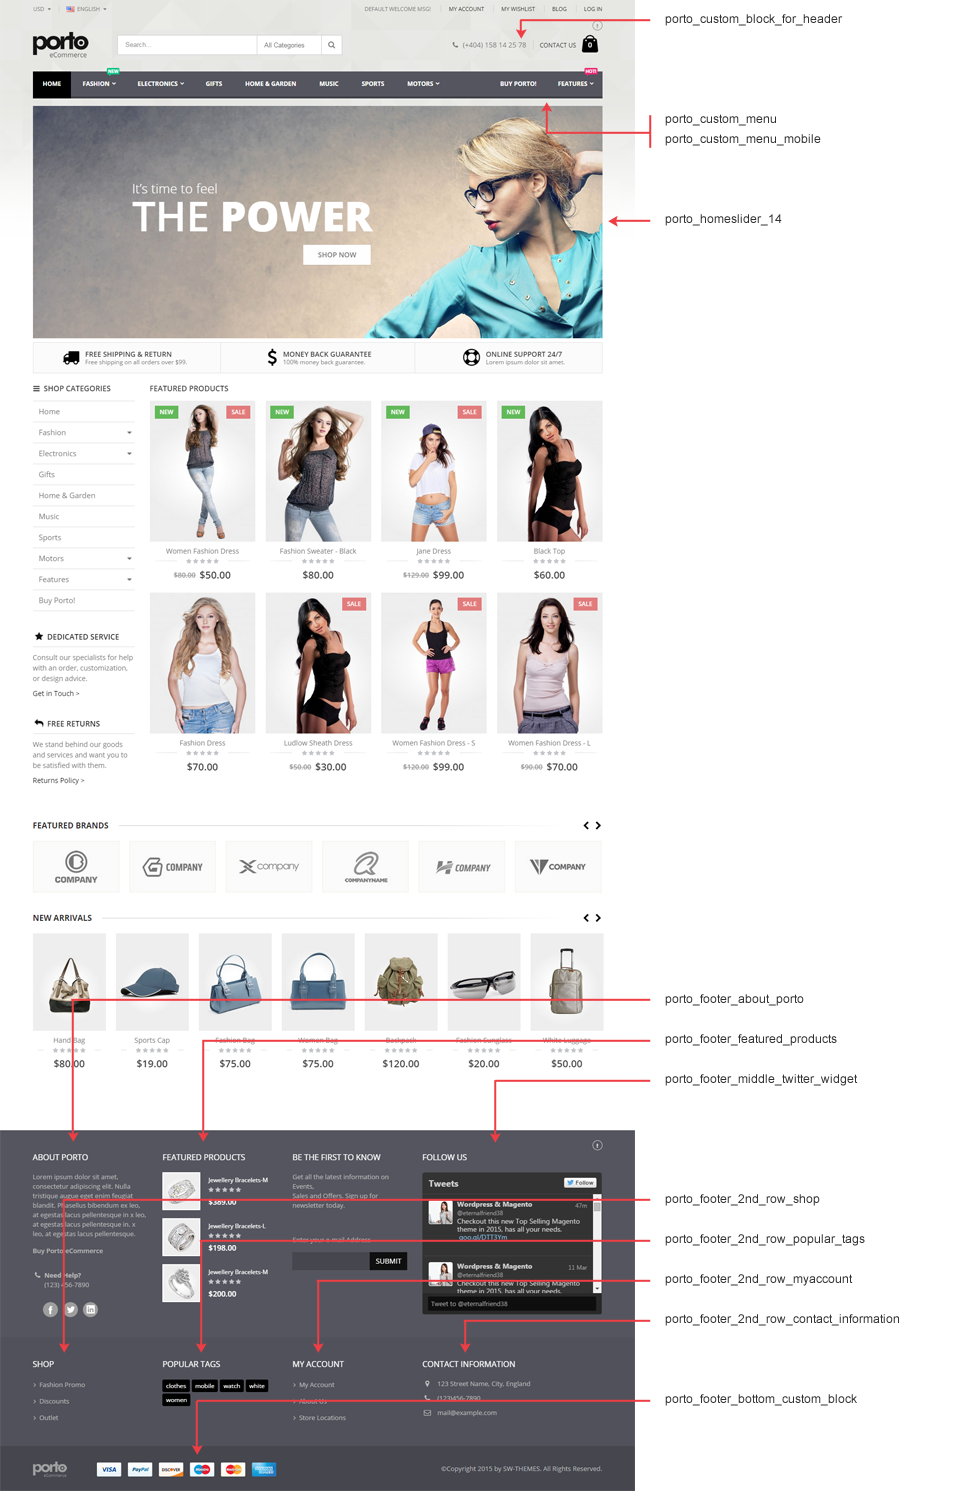 USD
ENGLISH
DEFAULT WELCOME MSG!
MY ACCOUNT
MY WISHLIST
BLOG
LOG IN
porto
eCommerce
Search...
All Categories
(+404) 158 14 25 78
CONTACT US
0
porto_custom_block_for_header
NEW
HOT!
HOME
FASHION
ELECTRONICS
GIFTS
HOME & GARDEN
MUSIC
SPORTS
MOTORS
BUY PORTO!
FEATURES
porto_custom_menu
porto_custom_menu_mobile
It's time to feel
THE POWER
SHOP NOW
porto_homeslider_14
FREE SHIPPING & RETURN
Free shipping on all orders over $99.
MONEY BACK GUARANTEE
100% money back guarantee.
ONLINE SUPPORT 24/7
Lorem ipsum dolor sit amet.
SHOP CATEGORIES
Home
Fashion
Electronics
Gifts
Home & Garden
Music
Sports
Motors
Features
Buy Porto!
DEDICATED SERVICE
Consult our specialists for help
with an order, customization,
or design advice.
Get in Touch >
FREE RETURNS
We stand behind our goods
and services and want you to
be satisfied with them.
Returns Policy >
FEATURED PRODUCTS
NEW
SALE
NEW
SALE
NEW
SALE
NEW
Women Fashion Dress
$80.00 $50.00
Fashion Sweater - Black
$80.00
Jane Dress
$129.00 $99.00
Black Top
$60.00
SALE
SALE
SALE
Fashion Dress
$70.00
Ludlow Sheath Dress
$50.00 $30.00
Women Fashion Dress - S
$120.00 $99.00
Women Fashion Dress - L
$90.00 $70.00
FEATURED BRANDS
COMPANY
COMPANY
company
COMPANYNAME
COMPANY
COMPANY
NEW ARRIVALS
Hand Bag
$80.00
Sports Cap
$19.00
Fashion Bag
$75.00
Women Bag
$75.00
Backpack
$120.00
Fashion Sunglass
$20.00
White Luggage
$50.00
porto_footer_about_porto
porto_footer_featured_products
porto_footer_middle_twitter_widget
ABOUT PORTO
Lorem ipsum dolor sit amet,
consectetur adipiscing elit. Nulla
tristique augue eget enim feugiat
blandit. Phasellus bibendum ex leo,
at egestas lacus pellentesque in x leo,
at egestas lacus pellentesque in. x
leo, at egestas lacus pellentesque.
Buy Porto eCommerce
Need Help?
(123) 456-7890
FEATURED PRODUCTS
Jewellery Bracelets-M
$389.00
Jewellery Bracelets-L
$198.00
Jewellery Bracelets-M
$200.00
BE THE FIRST TO KNOW
Get all the latest information on
Events,
Sales and Offers. Sign up for
newsletter today.
Enter your e-mail Address
SUBMIT
FOLLOW US
Tweets
Follow
Wordpress & Magento
47m
@eternalfriend38
Checkout this new Top Selling Magento
theme in 2015, has all your needs.
goo.gl/DTT3Ym
Wordpress & Magento
11 Mar
@eternalfriend38
Checkout this new Top Selling Magento
theme in 2015, has all your needs.
Tweet to @eternalfriend38
porto_footer_2nd_row_shop
porto_footer_2nd_row_popular_tags
porto_footer_2nd_row_myaccount
porto_footer_2nd_row_contact_information
SHOP
Fashion Promo
Discounts
Outlet
POPULAR TAGS
clothes
mobile
watch
white
women
MY ACCOUNT
My Account
About Us
Store Locations
CONTACT INFORMATION
123 Street Name, City, England
(123)456-7890
mail@example.com
porto_footer_bottom_custom_block
porto
eCommerce
VISA
PayPal
DISCOVER
Maestro
MasterCard
©Copyright 2015 by SW-THEMES. All Rights Reserved.